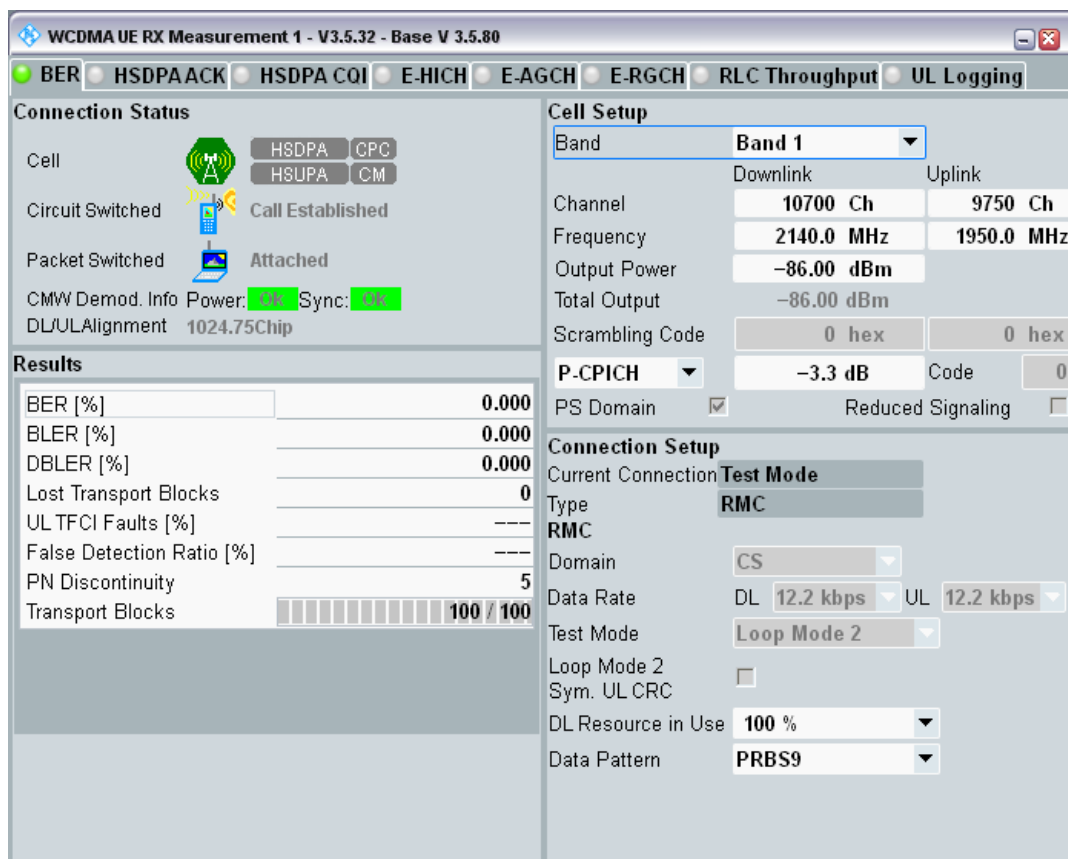 WCDMA UE RX Measurement 1 - V3.5.32 - Base V 3.5.80
BER HSDPA ACK HSDPA CQI E-HICH E-AGCH E-RGCH RLC Throughput UL Logging
Connection Status
Cell HSDPA CPC
HSUPA CM
Circuit Switched Call Established
Packet Switched Attached
CMW Demod. Info Power: Ok Sync: Ok
DL/UL Alignment 1024.75Chip
Results
BER [%] 0.000
BLER [%] 0.000
DBLER [%] 0.000
Lost Transport Blocks 0
UL TFCI Faults [%] ---
False Detection Ratio [%] ---
PN Discontinuity 5
Transport Blocks 100 / 100
Cell Setup
Band Band 1
Downlink Uplink
Channel 10700 Ch 9750 Ch
Frequency 2140.0 MHz 1950.0 MHz
Output Power -86.00 dBm
Total Output -86.00 dBm
Scrambling Code 0 hex 0 hex
P-CPICH -3.3 dB Code 0
PS Domain Reduced Signaling
Connection Setup
Current Connection Test Mode
Type RMC
RMC
Domain CS
Data Rate DL 12.2 kbps UL 12.2 kbps
Test Mode Loop Mode 2
Loop Mode 2
Sym. UL CRC
DL Resource in Use 100 %
Data Pattern PRBS9